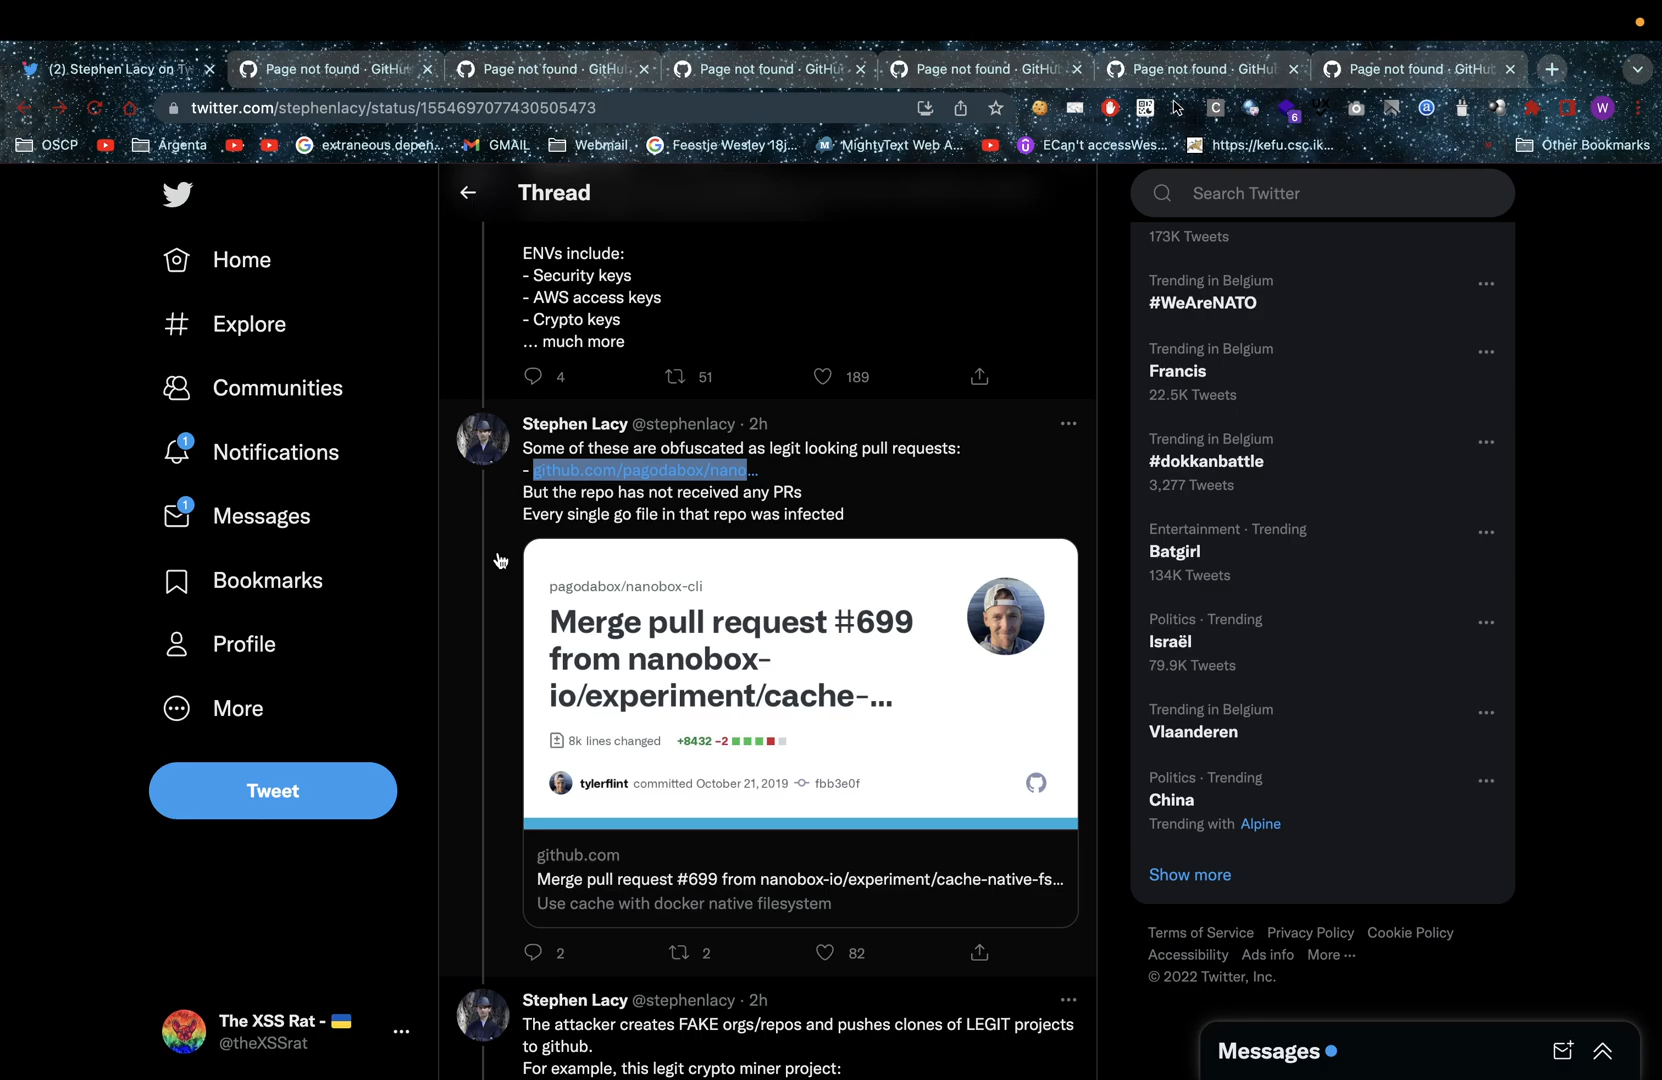 (2) Stephen Lacy on Tw
Page not found · GitHub
Page not found · GitHub
Page not found · GitHub
Page not found · GitHub
Page not found · GitHub
Page not found · GitHub
twitter.com/stephenlacy/status/1554697077430505473
OSCP
Argenta
extraneous.depeh...
GMAIL
Webmail
Feestje Wesley 18j...
MightyText Web A...
ECan't accessWes...
https://kefu.csc.ik...
Other Bookmarks
Home
Explore
Communities
1
Notifications
1
Messages
Bookmarks
Profile
More
Tweet
The XSS Rat -
@theXSSrat
Thread
ENVs include:
- Security keys
- AWS access keys
- Crypto keys
... much more
4 51 189
Stephen Lacy @stephenlacy · 2h
Some of these are obfuscated as legit looking pull requests:
- github.com/pagodabox/nano...
But the repo has not received any PRs
Every single go file in that repo was infected
pagodabox/nanobox-cli
Merge pull request #699
from nanobox-
io/experiment/cache-...
8k lines changed +8432 −2
tylerflint committed October 21, 2019 fbb3e0f
github.com
Merge pull request #699 from nanobox-io/experiment/cache-native-fs...
Use cache with docker native filesystem
2 2 82
Stephen Lacy @stephenlacy · 2h
The attacker creates FAKE orgs/repos and pushes clones of LEGIT projects
to github.
For example, this legit crypto miner project:
Search Twitter
173K Tweets
Trending in Belgium
#WeAreNATO
Trending in Belgium
Francis
22.5K Tweets
Trending in Belgium
#dokkanbattle
3,277 Tweets
Entertainment · Trending
Batgirl
134K Tweets
Politics · Trending
Israël
79.9K Tweets
Trending in Belgium
Vlaanderen
Politics · Trending
China
Trending with Alpine
Show more
Terms of Service Privacy Policy Cookie Policy
Accessibility Ads info More ···
© 2022 Twitter, Inc.
Messages